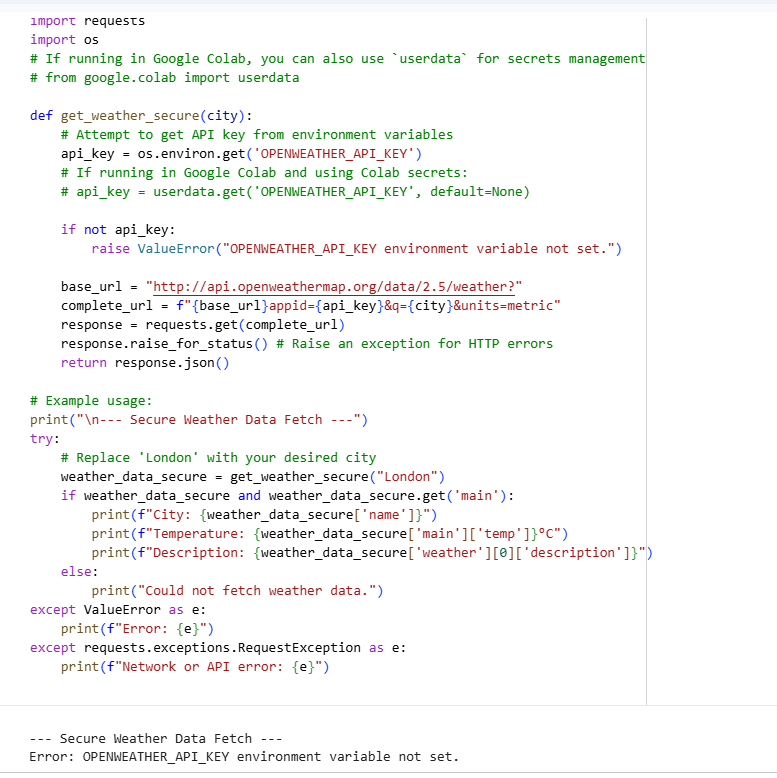 import requests
import os
# If running in Google Colab, you can also use `userdata` for secrets management
# from google.colab import userdata

def get_weather_secure(city):
    # Attempt to get API key from environment variables
    api_key = os.environ.get('OPENWEATHER_API_KEY')
    # If running in Google Colab and using Colab secrets:
    # api_key = userdata.get('OPENWEATHER_API_KEY', default=None)

    if not api_key:
        raise ValueError("OPENWEATHER_API_KEY environment variable not set.")

    base_url = "http://api.openweathermap.org/data/2.5/weather?"
    complete_url = f"{base_url}appid={api_key}&q={city}&units=metric"
    response = requests.get(complete_url)
    response.raise_for_status() # Raise an exception for HTTP errors
    return response.json()

# Example usage:
print("\n--- Secure Weather Data Fetch ---")
try:
    # Replace 'London' with your desired city
    weather_data_secure = get_weather_secure("London")
    if weather_data_secure and weather_data_secure.get('main'):
        print(f"City: {weather_data_secure['name']}")
        print(f"Temperature: {weather_data_secure['main']['temp']}°C")
        print(f"Description: {weather_data_secure['weather'][0]['description']}")
    else:
        print("Could not fetch weather data.")
except ValueError as e:
    print(f"Error: {e}")
except requests.exceptions.RequestException as e:
    print(f"Network or API error: {e}")

--- Secure Weather Data Fetch ---
Error: OPENWEATHER_API_KEY environment variable not set.